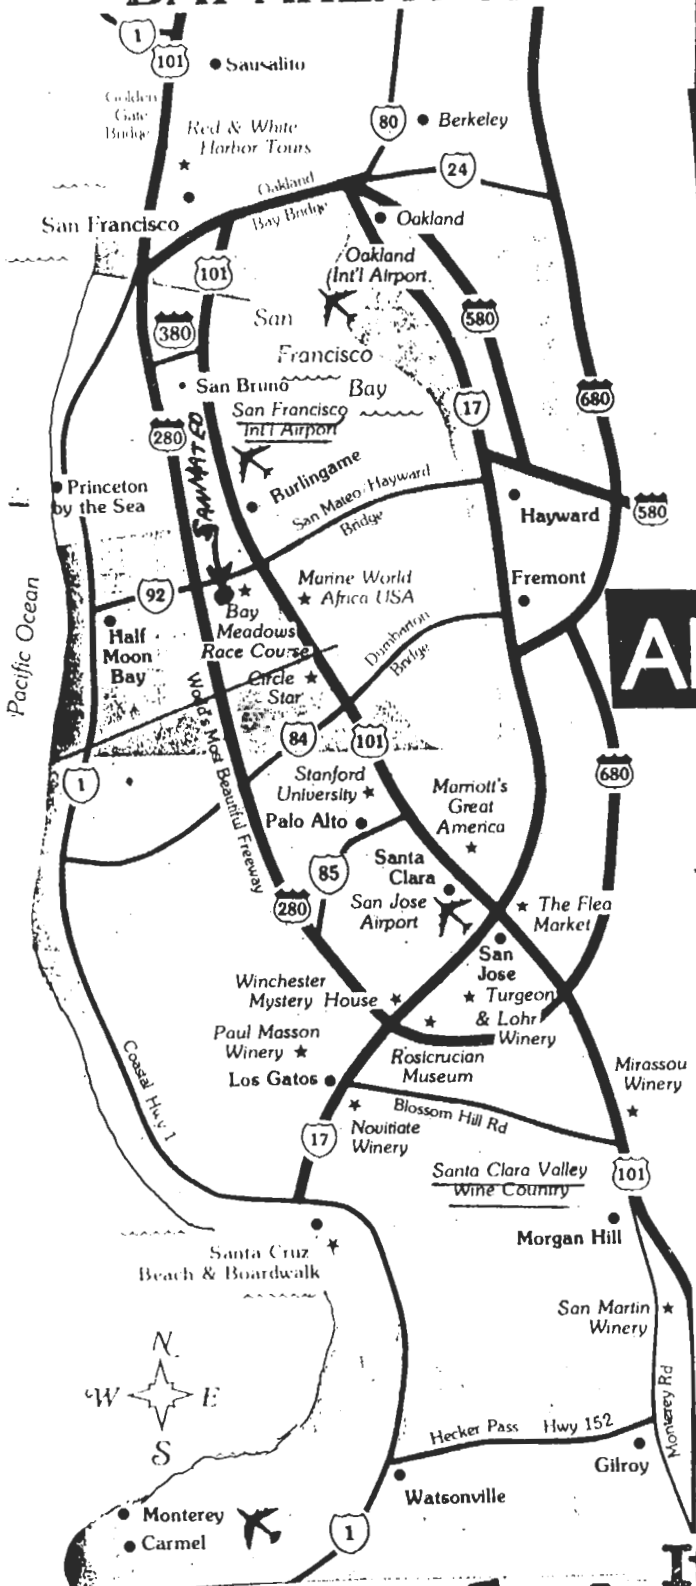 1
101
Sausalito
Golden
Gate
Bridge
80
Berkeley
Red & White
Harbor Tours
24
Oakland
Bay Bridge
San Francisco
Oakland
101
Oakland
Int'l Airport
San
Francisco
Bay
380
580
San Bruno
680
San Francisco
Int'l Airport
17
280
SAN MATEO
Burlingame
Princeton
by the Sea
San Mateo/Hayward
Bridge
Hayward
580
Pacific Ocean
92
Marine World
Africa USA
Fremont
Half
Moon
Bay
Bay
Meadows
Race Course
Dumbarton
Bridge
Circle
Star
A
World's Most Beautiful Freeway
84
101
1
680
Stanford
University
Marriott's
Great
America
Palo Alto
85
Santa
Clara
280
San Jose
Airport
The Flea
Market
San
Jose
Winchester
Mystery House
Turgeon
& Lohr
Winery
Paul Masson
Winery
Rosicrucian
Museum
Mirassou
Winery
Los Gatos
Coastal Hwy 1
Blossom Hill Rd
17
Novitiate
Winery
Santa Clara Valley
Wine Country
101
Morgan Hill
Santa Cruz
Beach & Boardwalk
San Martin
Winery
N
W E
S
Monterey Rd
Hecker Pass Hwy 152
Gilroy
Watsonville
Monterey
Carmel
1